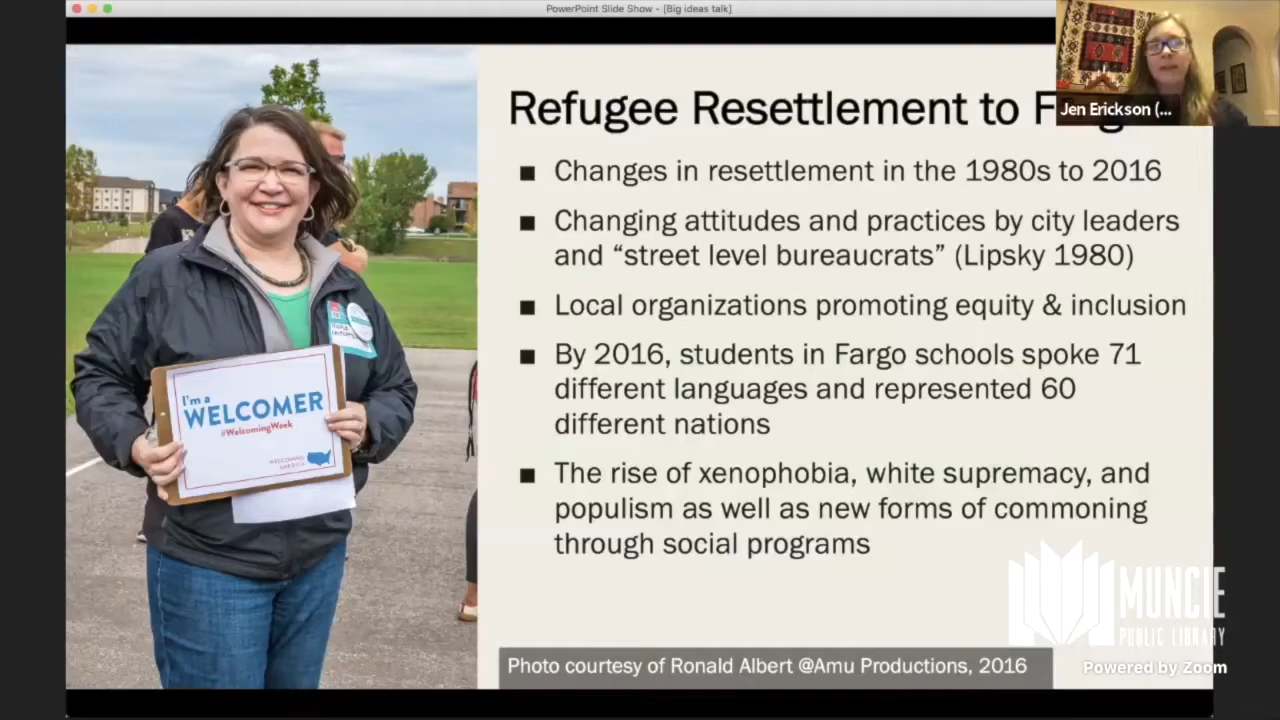 PowerPoint Slide Show - [Big ideas talk]
Jen Erickson (...
Refugee Resettlement to
■ Changes in resettlement in the 1980s to 2016
■ Changing attitudes and practices by city leaders
and “street level bureaucrats” (Lipsky 1980)
■ Local organizations promoting equity & inclusion
■ By 2016, students in Fargo schools spoke 71
different languages and represented 60
different nations
■ The rise of xenophobia, white supremacy, and
populism as well as new forms of commoning
through social programs
I'm a
WELCOMER
#WelcomingWeek
WELCOMING
AMERICA
Photo courtesy of Ronald Albert @Amu Productions, 2016
MUNCIE
PUBLIC LIBRARY
Powered by Zoom